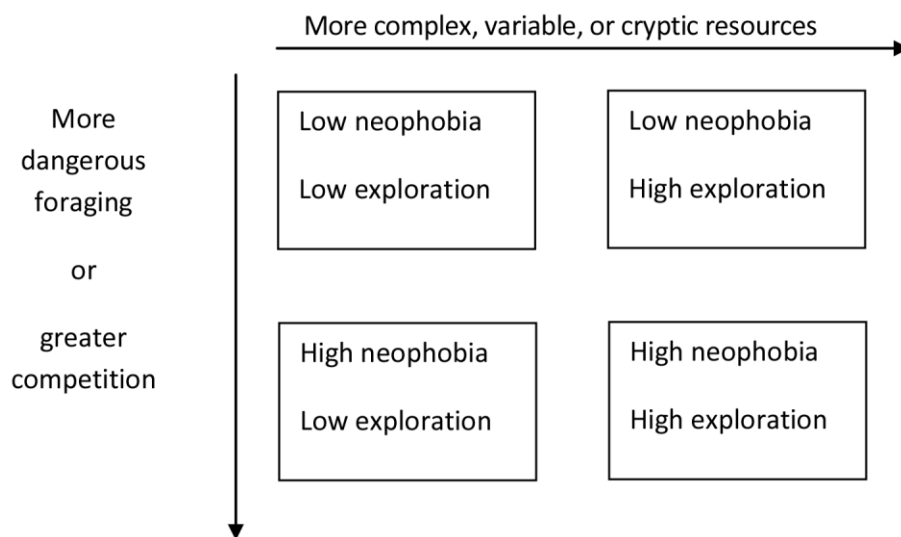 More complex, variable, or cryptic resources
More
dangerous
foraging
or
greater
competition
Low neophobia
Low exploration
Low neophobia
High exploration
High neophobia
Low exploration
High neophobia
High exploration